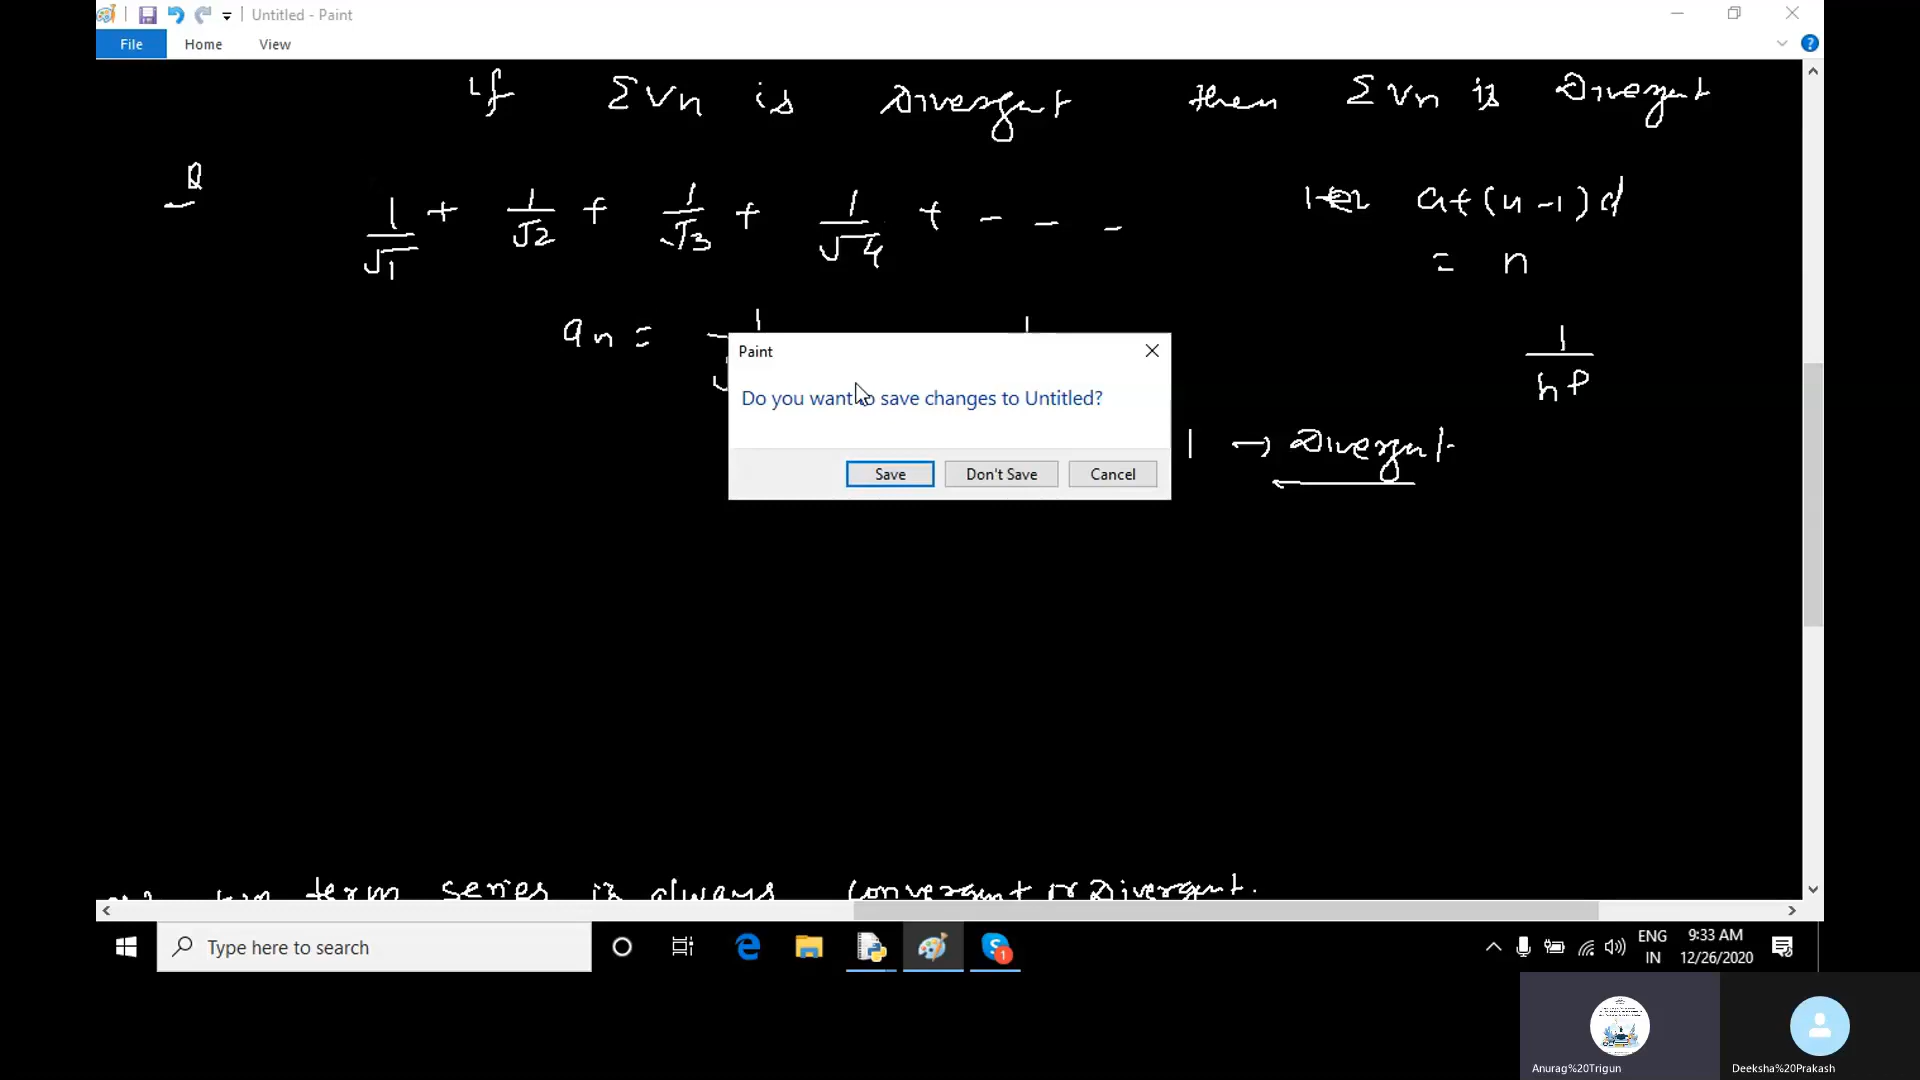 Untitled - Paint
File Home View
If Σ Vn is Divergent then Σ Vn is Divergent
Q
1/√1 + 1/√2 + 1/√3 + 1/√4 + - - -
a+(n-1)d
= n
an =
1/nP
Paint
Do you want to save changes to Untitled?
1 → Divergent
Save Don't Save Cancel
term series is always convergent or Divergent.
Type here to search
ENG 9:33 AM
IN 12/26/2020
1
Anurag%20Trigun Deeksha%20Prakash